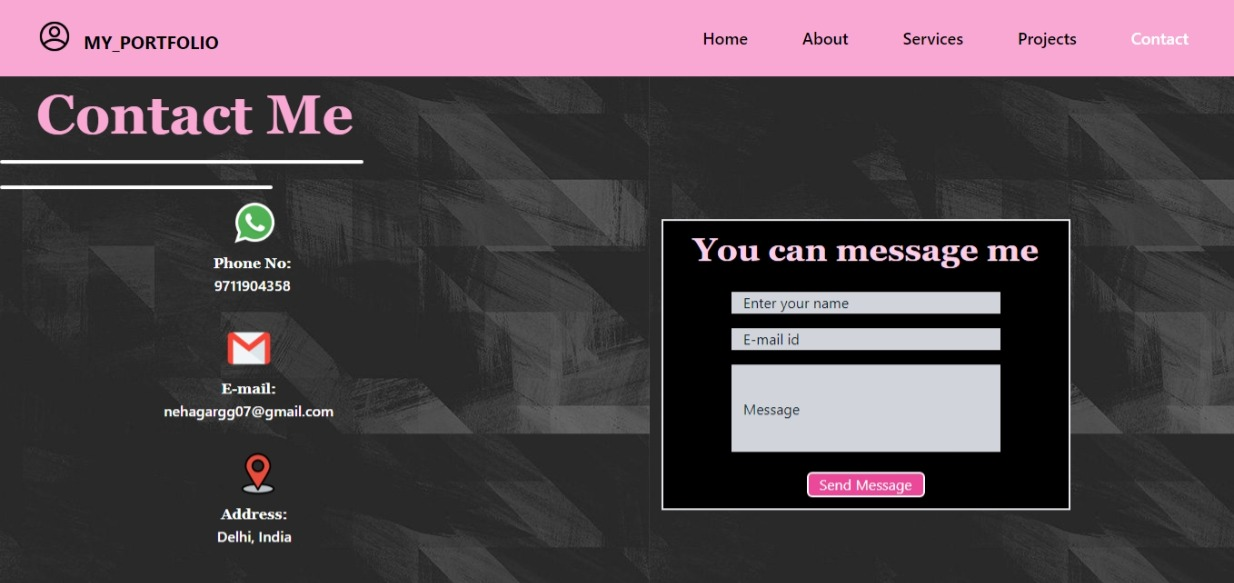 MY_PORTFOLIO
Home
About
Services
Projects
Contact
Contact Me
Phone No:
9711904358
E-mail:
nehagargg07@gmail.com
Address:
Delhi, India
You can message me
Enter your name
E-mail id
Message
Send Message